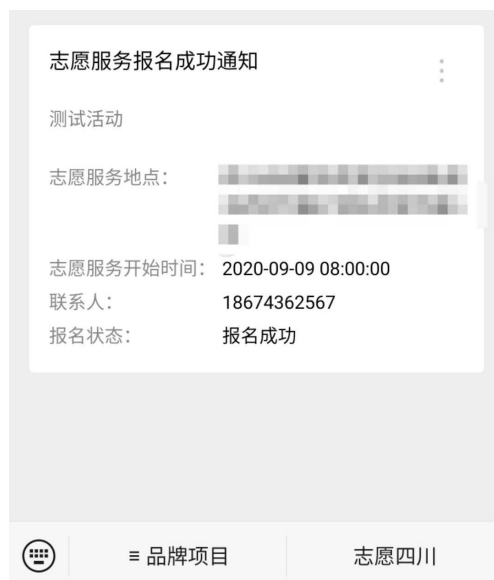 志愿服务报名成功通知
测试活动
志愿服务地点：
志愿服务开始时间： 2020-09-09 08:00:00
联系人： 18674362567
报名状态： 报名成功
≡ 品牌项目 志愿四川